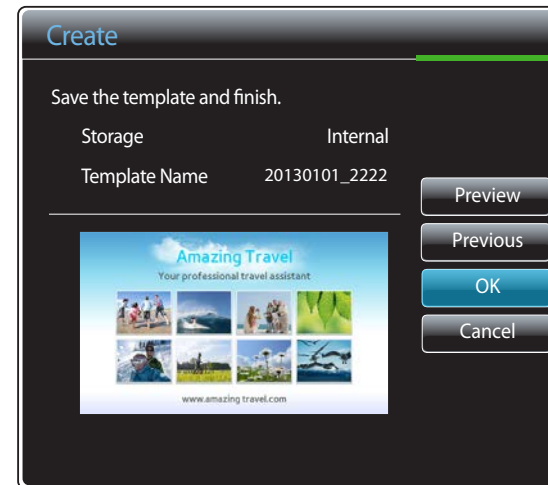 Create
Save the template and finish.
Storage Internal
Template Name 20130101_2222
Preview
Previous
OK
Cancel
Amazing Travel
Your professional travel assistant
www.amazing travel.com